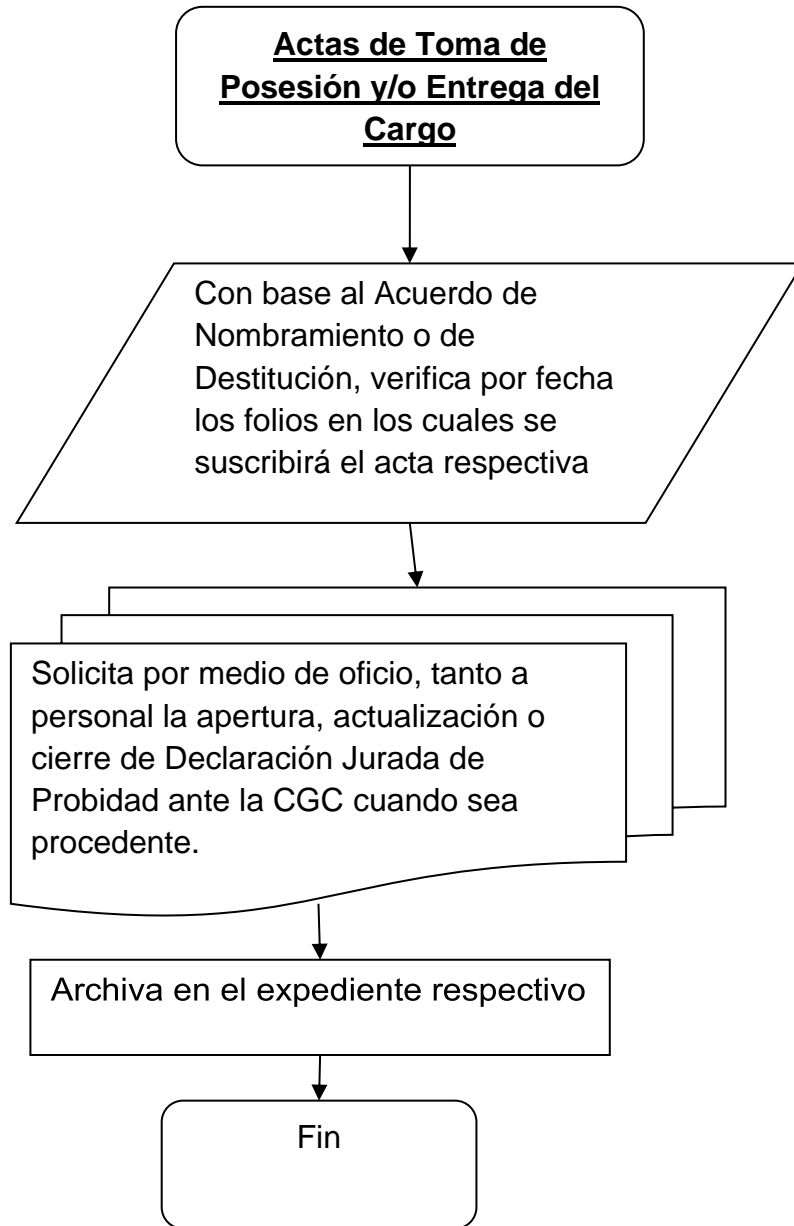 Actas de Toma de
Posesión y/o Entrega del
Cargo
Con base al Acuerdo de
Nombramiento o de
Destitución, verifica por fecha
los folios en los cuales se
suscribirá el acta respectiva
Solicita por medio de oficio, tanto a
personal la apertura, actualización o
cierre de Declaración Jurada de
Probidad ante la CGC cuando sea
procedente.
Archiva en el expediente respectivo
Fin